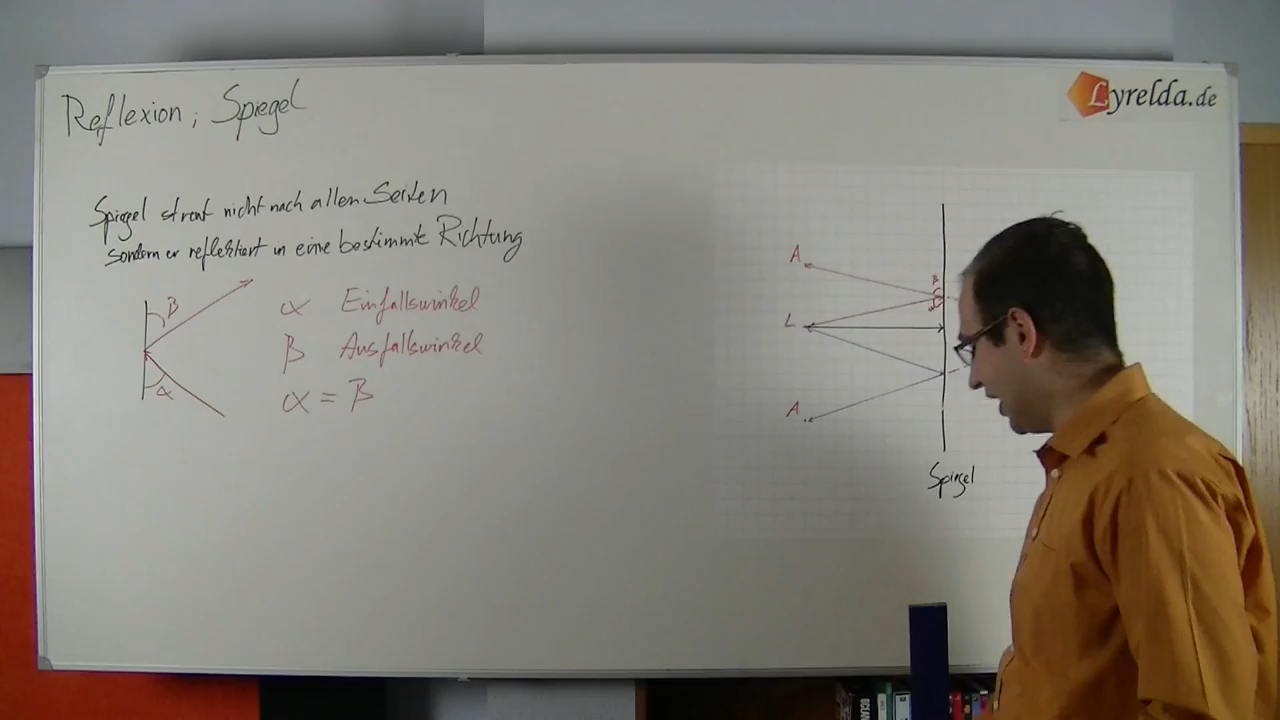 Reflexion; Spiegel
Lyrelda.de
Spiegel streut nicht nach allen Seiten
sondern er reflektiert in eine bestimmte Richtung
β
α
α Einfallswinkel
β Ausfallswinkel
α = β
A
β
α
L
A
Spiegel